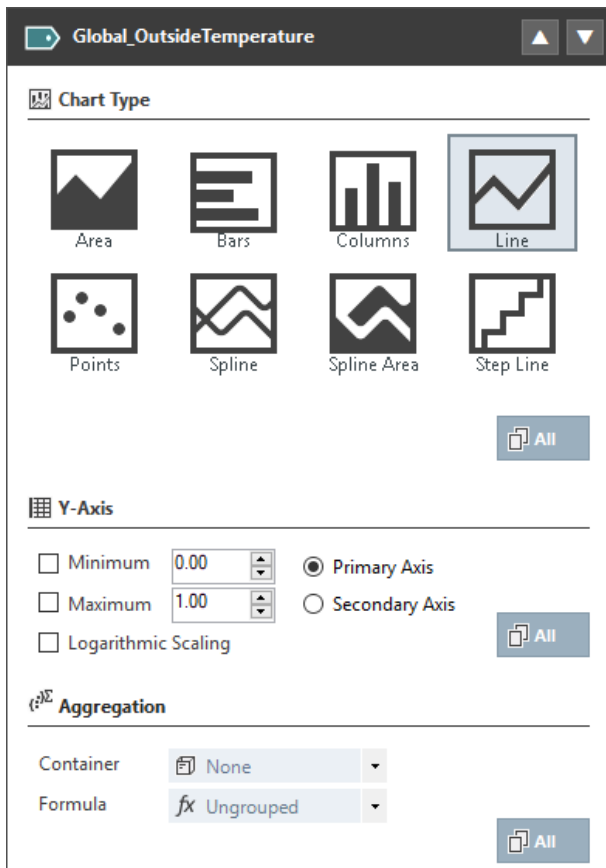 Global_OutsideTemperature
Chart Type
Area Bars Columns Line
Points Spline Spline Area Step Line
All
Y-Axis
Minimum 0.00 Primary Axis
Maximum 1.00 Secondary Axis
Logarithmic Scaling
All
Aggregation
Container None
Formula fx Ungrouped
All